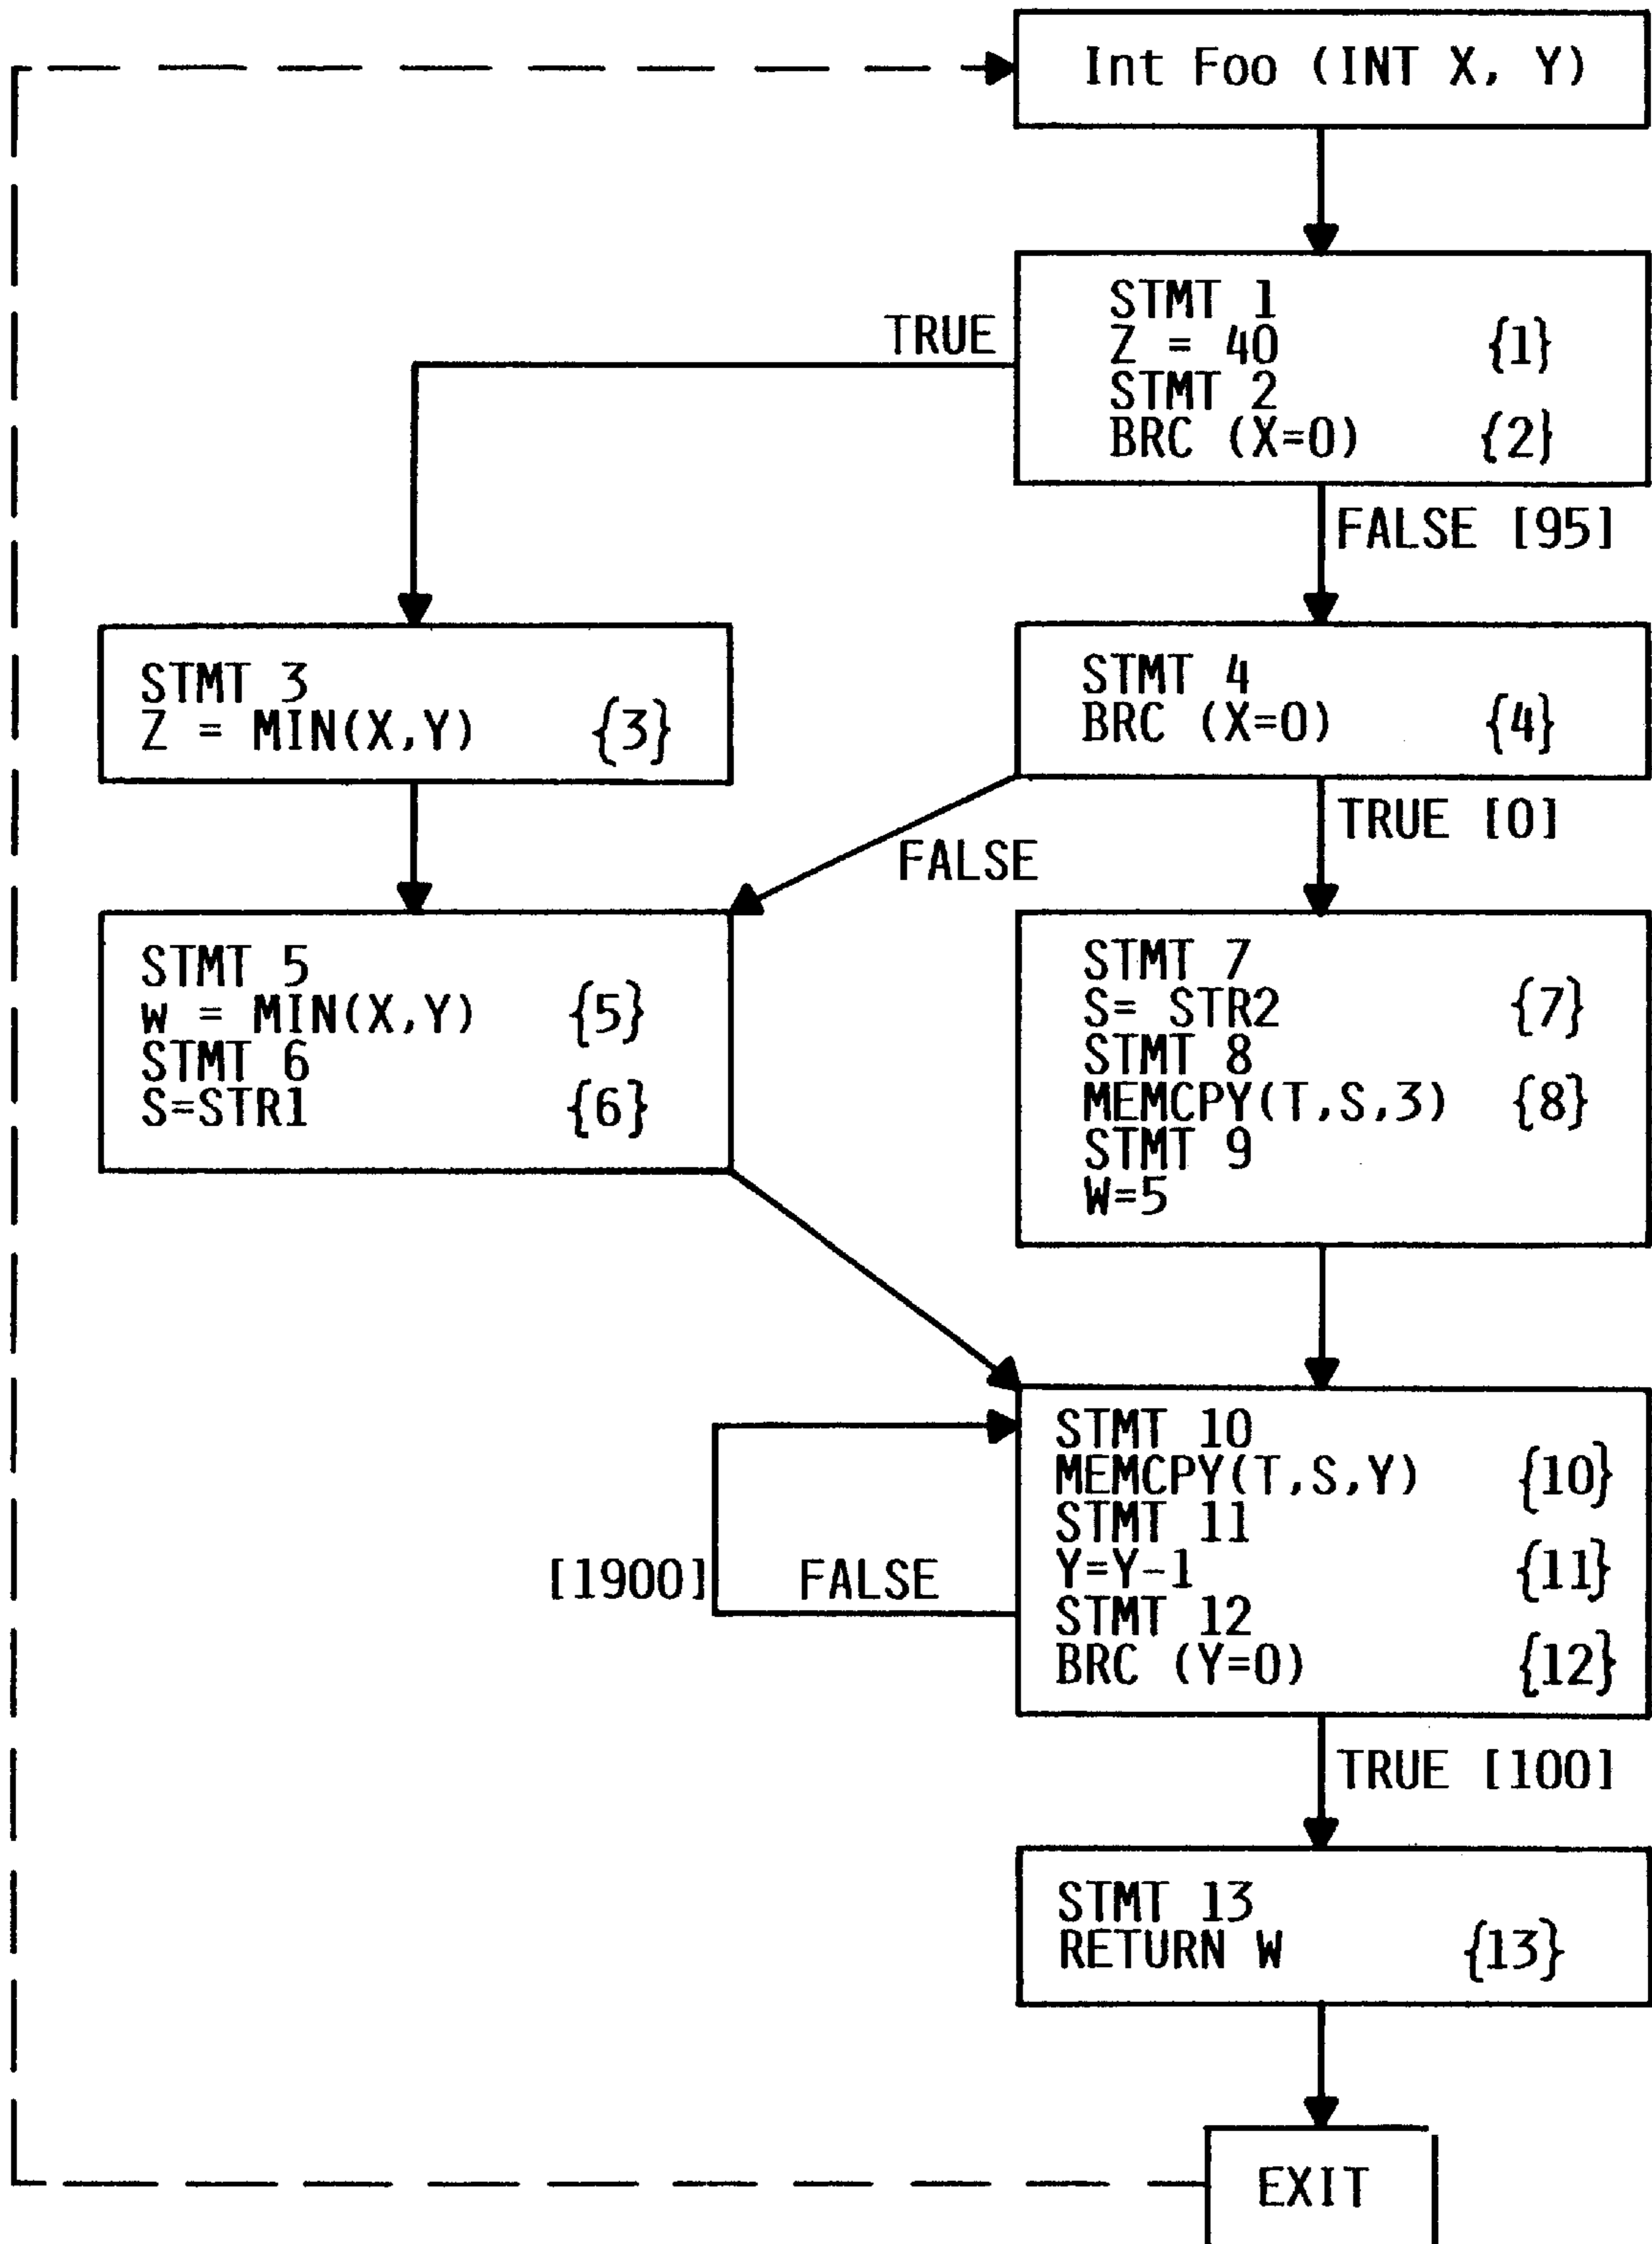 Int Foo (INT X, Y)
STMT 1
Z = 40 {1}
STMT 2
BRC (X=0) {2}
TRUE
FALSE [95]
STMT 3
Z = MIN(X,Y) {3}
STMT 4
BRC (X=0) {4}
FALSE
TRUE [0]
STMT 5
w = MIN(X,Y) {5}
STMT 6
S=STR1 {6}
STMT 7
S= STR2 {7}
STMT 8
MEMCPY(T,S,3) {8}
STMT 9
W=5
STMT 10
MEMCPY(T,S,Y) {10}
STMT 11
Y=Y-1 {11}
STMT 12
BRC (Y=0) {12}
[1900] FALSE
TRUE [100]
STMT 13
RETURN W {13}
EXIT